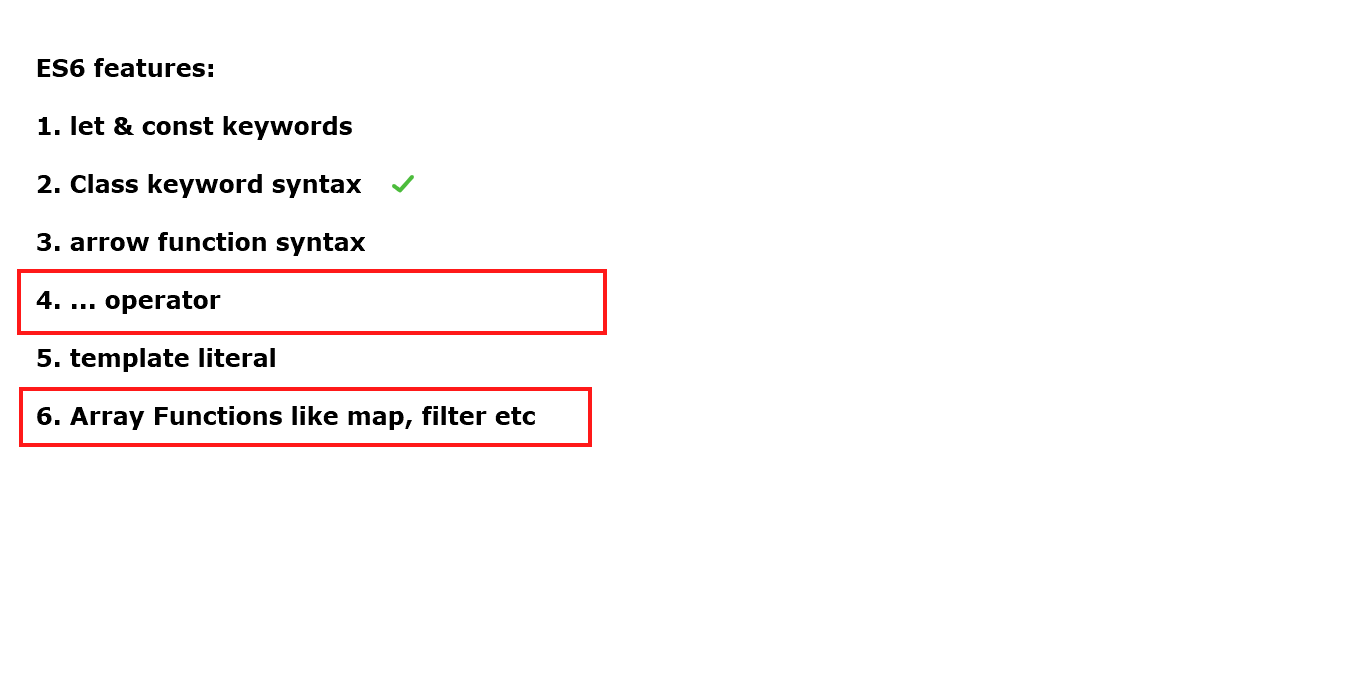 ES6 features:
1. let & const keywords
2. Class keyword syntax
3. arrow function syntax
4. ... operator
5. template literal
6. Array Functions like map, filter etc